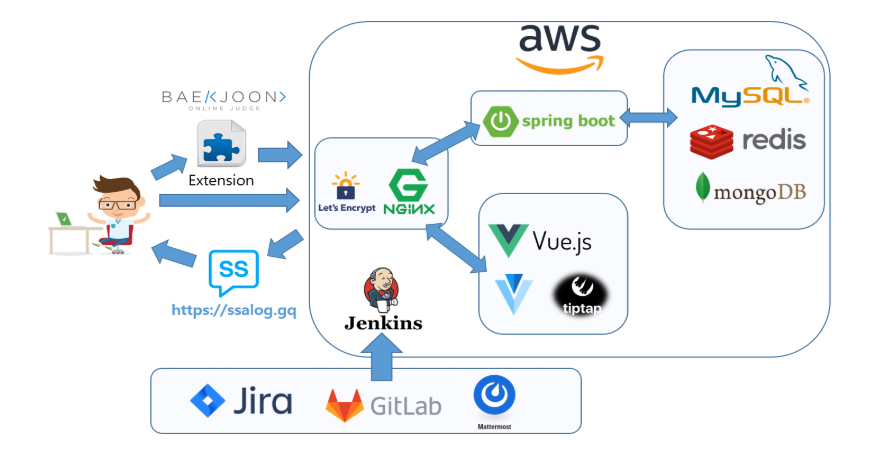 aws
BAEKJOON>
ONLINE JUDGE
Extension
Let's Encrypt
NGiNX
spring boot
MySQL®
redis
mongoDB
Vue.js
tiptap
SS
https://ssalog.gq
Jenkins
Jira
GitLab
Mattermost